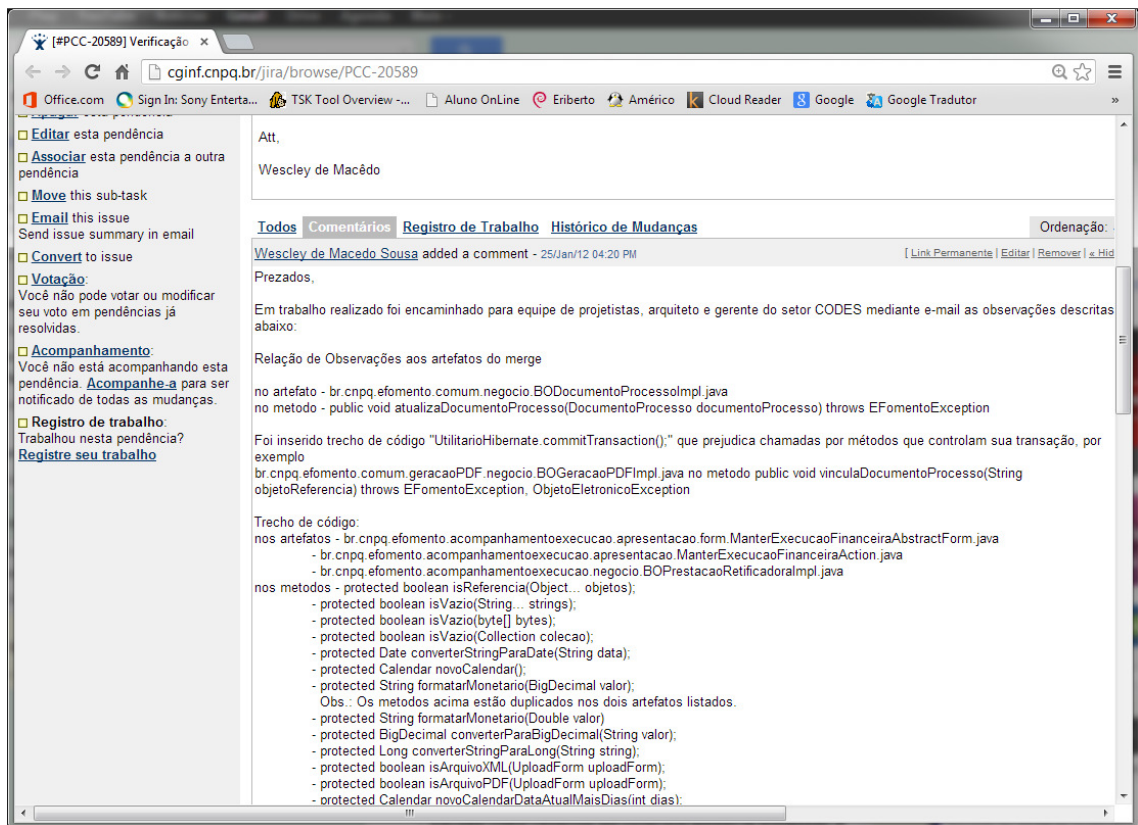 [#PCC-20589] Verificação
cginf.cnpq.br/jira/browse/PCC-20589
Office.com Sign In: Sony Enterta... TSK Tool Overview -... Aluno OnLine Eriberto Américo Cloud Reader Google Google Tradutor »
Apagar esta pendência
Editar esta pendência
Associar esta pendência a outra
pendência
Move this sub-task
Email this issue
Send issue summary in email
Convert to issue
Votação:
Você não pode votar ou modificar
seu voto em pendências já
resolvidas.
Acompanhamento:
Você não está acompanhando esta
pendência. Acompanhe-a para ser
notificado de todas as mudanças.
Registro de trabalho:
Trabalhou nesta pendência?
Registre seu trabalho
Att,
Wescley de Macêdo
Todos Comentários Registro de Trabalho Histórico de Mudanças Ordenação:
Wescley de Macedo Sousa added a comment - 25/Jan/12 04:20 PM [ Link Permanente | Editar | Remover | « Hid
Prezados,
Em trabalho realizado foi encaminhado para equipe de projetistas, arquiteto e gerente do setor CODES mediante e-mail as observações descritas
abaixo:
Relação de Observações aos artefatos do merge
no artefato - br.cnpq.efomento.comum.negocio.BODocumentoProcessoImpl.java
no metodo - public void atualizaDocumentoProcesso(DocumentoProcesso documentoProcesso) throws EFomentoException
Foi inserido trecho de código "UtilitarioHibernate.commitTransaction();" que prejudica chamadas por métodos que controlam sua transação, por
exemplo
br.cnpq.efomento.comum.geracaoPDF.negocio.BOGeracaoPDFImpl.java no metodo public void vinculaDocumentoProcesso(String
objetoReferencia) throws EFomentoException, ObjetoEletronicoException
Trecho de código:
nos artefatos - br.cnpq.efomento.acompanhamentoexecucao.apresentacao.form.ManterExecucaoFinanceiraAbstractForm.java
- br.cnpq.efomento.acompanhamentoexecucao.apresentacao.ManterExecucaoFinanceiraAction.java
- br.cnpq.efomento.acompanhamentoexecucao.negocio.BOPrestacaoRetificadoraImpl.java
nos metodos - protected boolean isReferencia(Object... objetos);
- protected boolean isVazio(String... strings);
- protected boolean isVazio(byte[] bytes);
- protected boolean isVazio(Collection colecao);
- protected Date converterStringParaDate(String data);
- protected Calendar novoCalendar();
- protected String formatarMonetario(BigDecimal valor);
Obs.: Os metodos acima estão duplicados nos dois artefatos listados.
- protected String formatarMonetario(Double valor)
- protected BigDecimal converterParaBigDecimal(String valor);
- protected Long converterStringParaLong(String string);
- protected boolean isArquivoXML(UploadForm uploadForm);
- protected boolean isArquivoPDF(UploadForm uploadForm);
- protected Calendar novoCalendarDataAtualMaisDias(int dias);